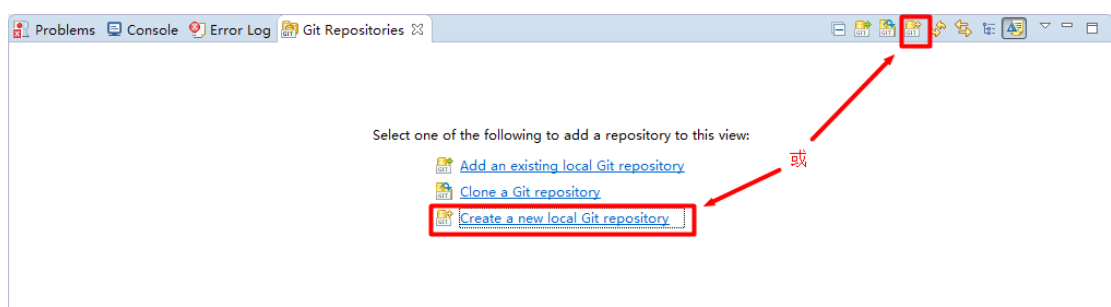 Problems Console Error Log Git Repositories
Select one of the following to add a repository to this view:
或
Add an existing local Git repository
Clone a Git repository
Create a new local Git repository